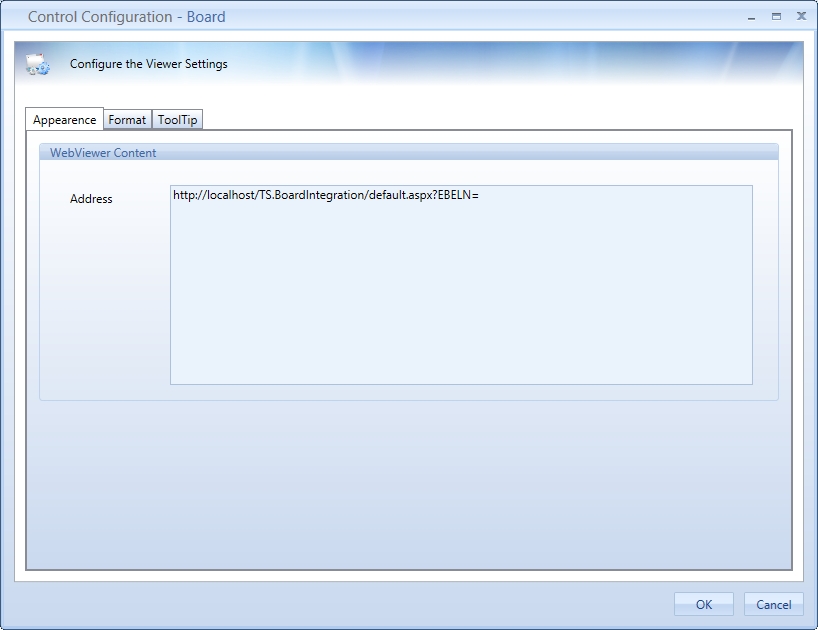 Control Configuration - Board
Configure the Viewer Settings
Appearence Format ToolTip
WebViewer Content
Address http://localhost/TS.BoardIntegration/default.aspx?EBELN=
OK Cancel